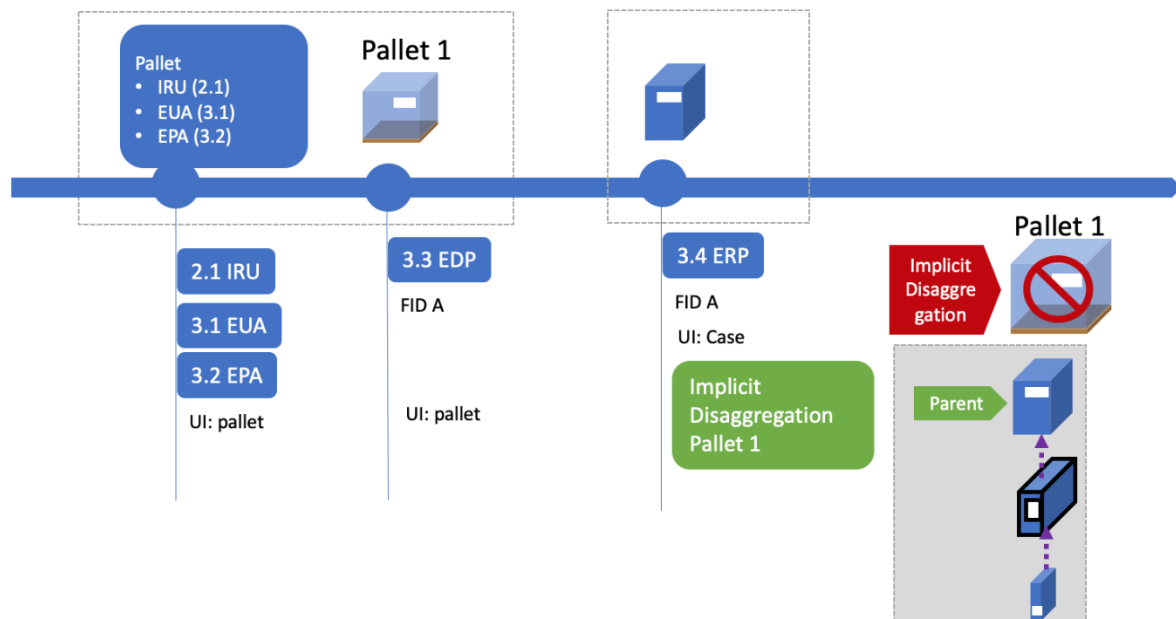 Pallet
• IRU (2.1)
• EUA (3.1)
• EPA (3.2)
Pallet 1
2.1 IRU
3.1 EUA
3.2 EPA
UI: pallet
3.3 EDP
FID A
UI: pallet
3.4 ERP
FID A
UI: Case
Implicit
Disaggregation
Pallet 1
Pallet 1
Implicit
Disaggre
gation
Parent